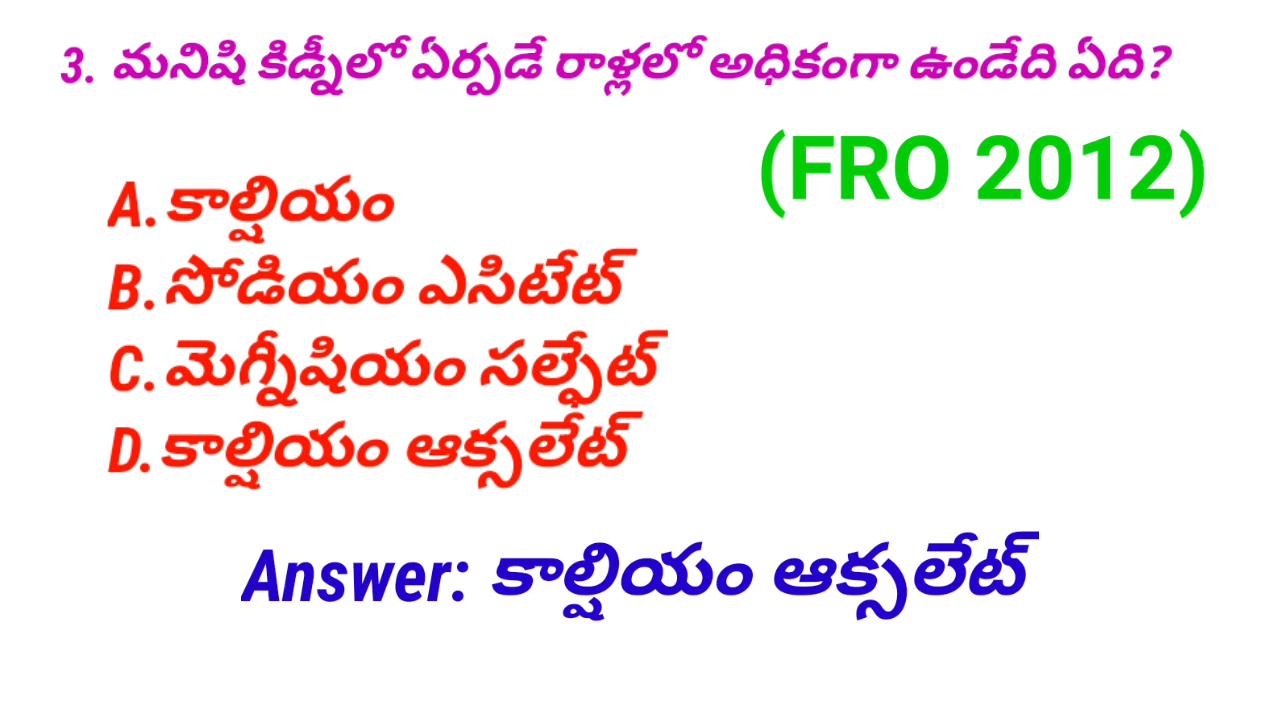 3. మనిషి కిడ్నీలో ఏర్పడే రాళ్లలో అధికంగా ఉండేది ఏది?
(FRO 2012)
A. కాల్షియం
B. సోడియం ఎసిటేట్
C. మెగ్నీషియం సల్ఫేట్
D. కాల్షియం ఆక్సలేట్
Answer: కాల్షియం ఆక్సలేట్